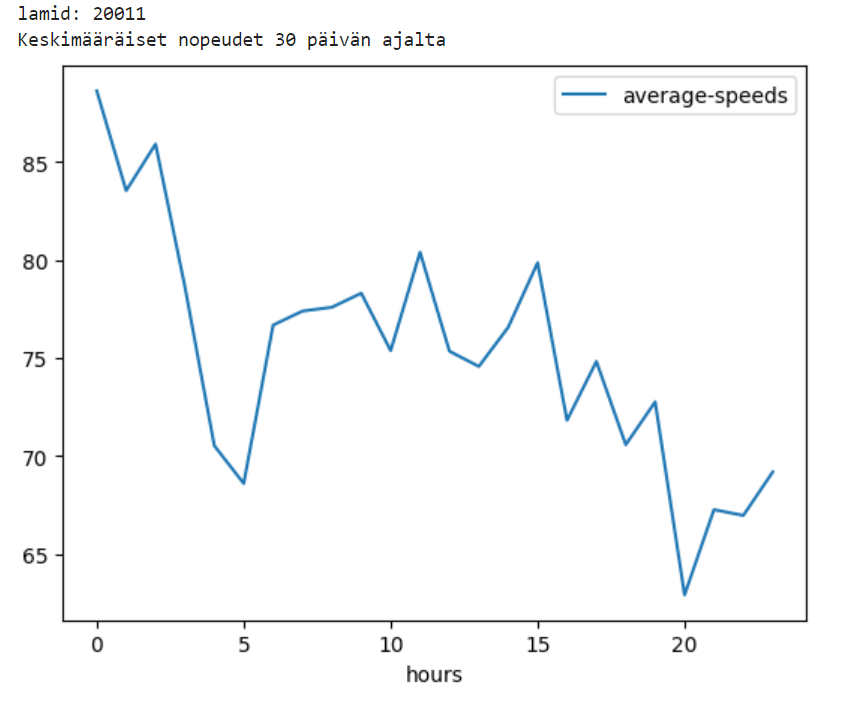 lamid: 20011
Keskimääräiset nopeudet 30 päivän ajalta
average-speeds
85
80
75
70
65
0 5 10 15 20
hours